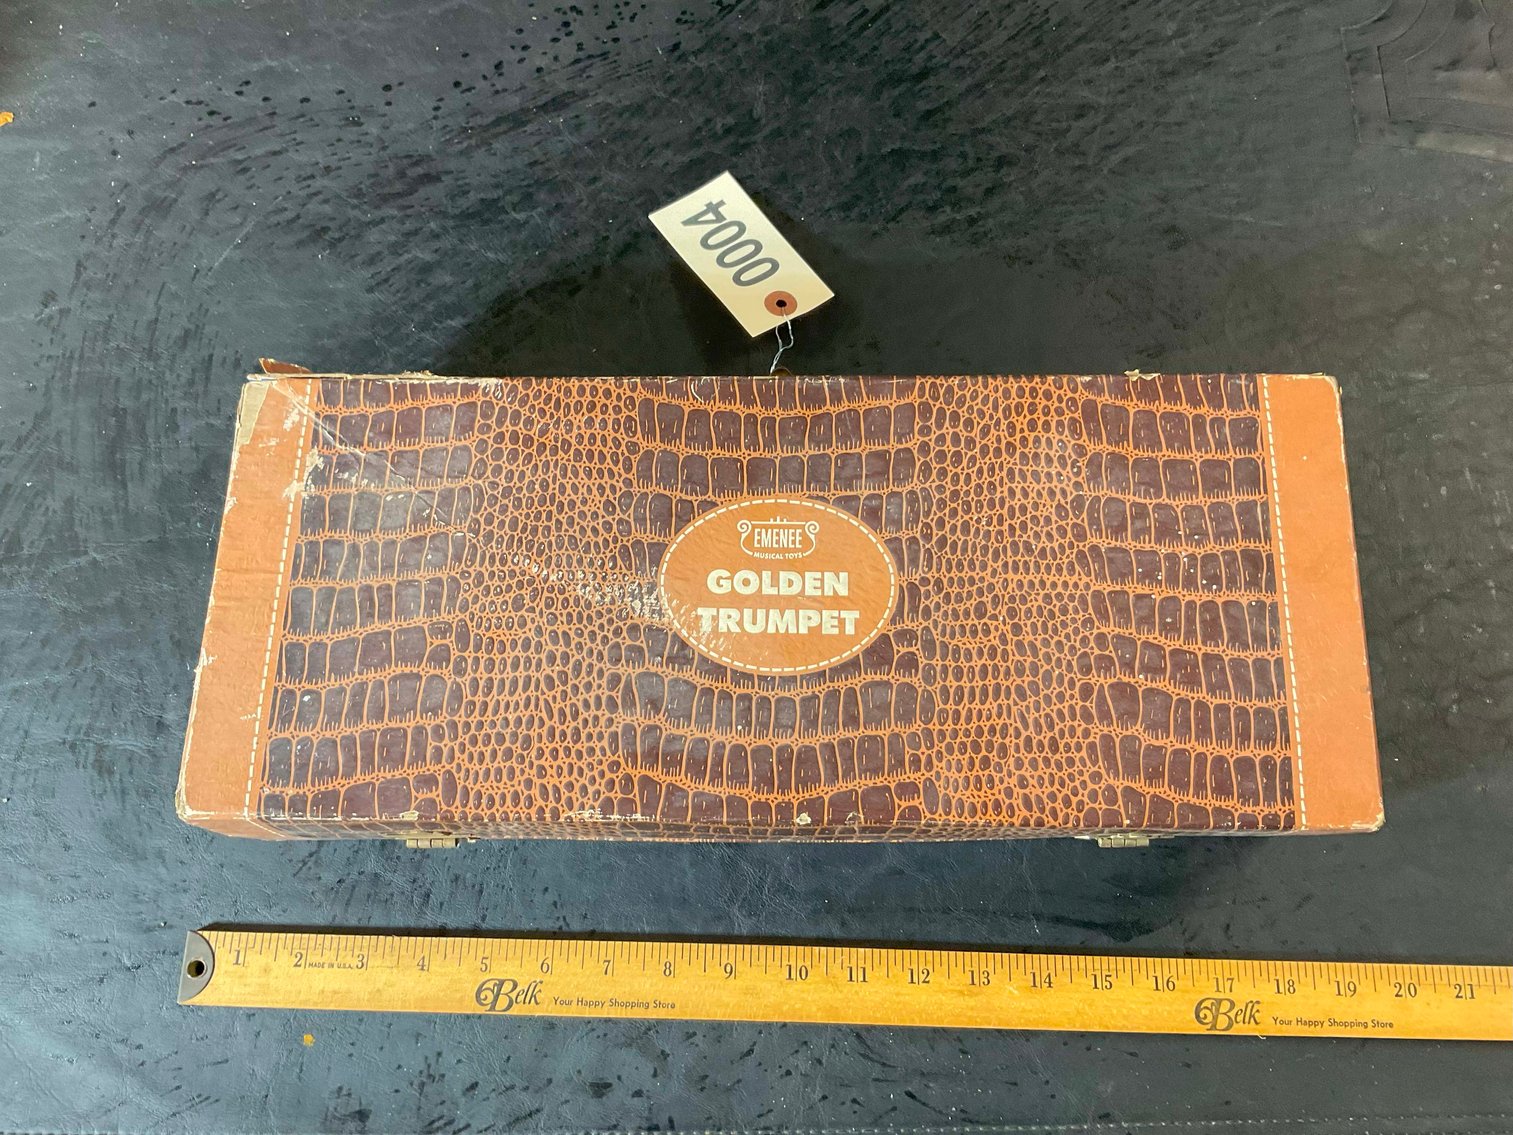 0004
EMENEE
MUSICAL TOYS
GOLDEN
TRUMPET
1 2 MADE IN U.S.A. 3 4 5 6 7 8 9 10 11 12 13 14 15 16 17 18 19 20 21
Belk Your Happy Shopping Store Belk Your Happy Shopping Store